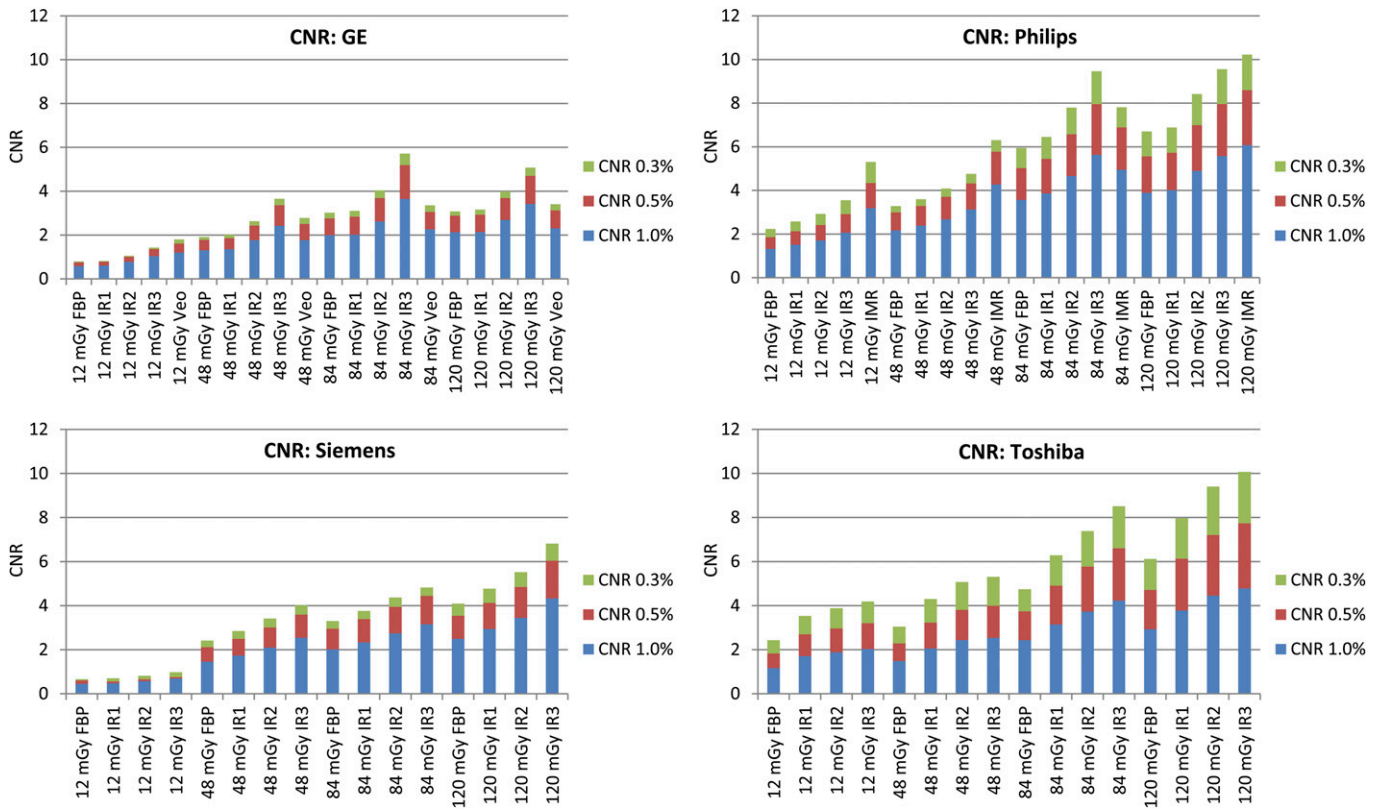 CNR: GE
12
10
8
6
4
2
0
CNR
CNR 0.3%
CNR 0.5%
CNR 1.0%
12 mGy FBP
12 mGy IR1
12 mGy IR2
12 mGy IR3
12 mGy Veo
48 mGy FBP
48 mGy IR1
48 mGy IR2
48 mGy IR3
48 mGy Veo
84 mGy FBP
84 mGy IR1
84 mGy IR2
84 mGy IR3
84 mGy Veo
120 mGy FBP
120 mGy IR1
120 mGy IR2
120 mGy IR3
120 mGy Veo
CNR: Philips
12
10
8
6
4
2
0
CNR
CNR 0.3%
CNR 0.5%
CNR 1.0%
12 mGy FBP
12 mGy IR1
12 mGy IR2
12 mGy IR3
12 mGy IMR
48 mGy FBP
48 mGy IR1
48 mGy IR2
48 mGy IR3
48 mGy IMR
84 mGy FBP
84 mGy IR1
84 mGy IR2
84 mGy IR3
84 mGy IMR
120 mGy FBP
120 mGy IR1
120 mGy IR2
120 mGy IR3
120 mGy IMR
CNR: Siemens
12
10
8
6
4
2
0
CNR
CNR 0.3%
CNR 0.5%
CNR 1.0%
12 mGy FBP
12 mGy IR1
12 mGy IR2
12 mGy IR3
48 mGy FBP
48 mGy IR1
48 mGy IR2
48 mGy IR3
84 mGy FBP
84 mGy IR1
84 mGy IR2
84 mGy IR3
120 mGy FBP
120 mGy IR1
120 mGy IR2
120 mGy IR3
CNR: Toshiba
12
10
8
6
4
2
0
CNR
CNR 0.3%
CNR 0.5%
CNR 1.0%
12 mGy FBP
12 mGy IR1
12 mGy IR2
12 mGy IR3
48 mGy FBP
48 mGy IR1
48 mGy IR2
48 mGy IR3
84 mGy FBP
84 mGy IR1
84 mGy IR2
84 mGy IR3
120 mGy FBP
120 mGy IR1
120 mGy IR2
120 mGy IR3